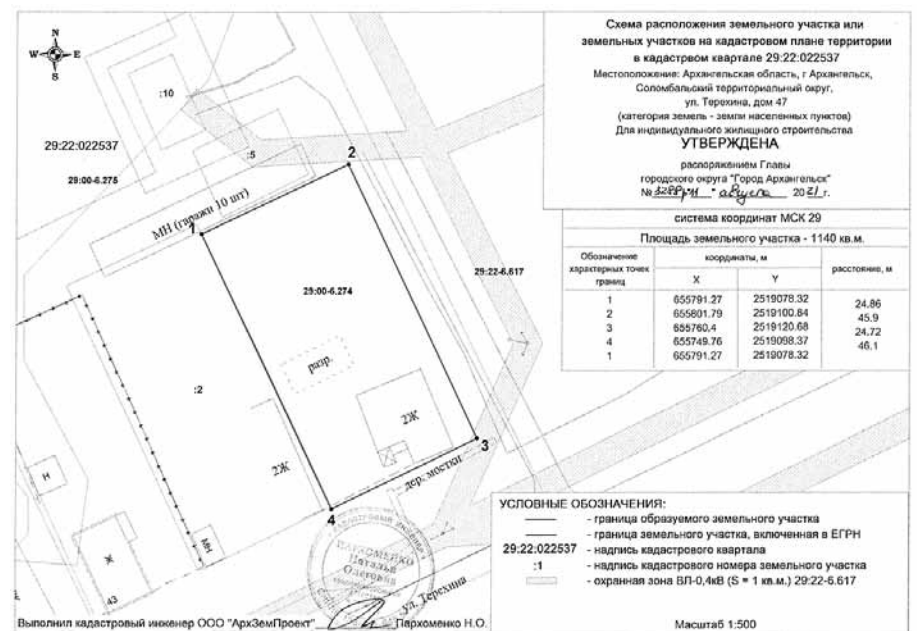 Схема расположения земельного участка или
земельных участков на кадастровом плане территории
в кадастрвом квартале 29:22:022537
Местоположение: Архангельская область, г Архангельск,
Соломбальский территориальный округ,
ул. Терехина, дом 47
(категория земель - земли населенных пунктов)
Для индивидуального жилищного строительства
УТВЕРЖДЕНА
распоряжением Главы
городского округа "Город Архангельск"
№ " августа 2021 г.
система координат МСК 29
Площадь земельного участка - 1140 кв.м.
Обозначение характерных точек границ
координаты, м
расстояние, м
X Y
1 655791.27 2519078.32
24.86
2 655801.79 2519100.84
45.9
3 655760.4 2519120.68
24.72
4 655749.76 2519098.37
46.1
1 655791.27 2519078.32
N
W E
S
:10
29:22:022537
:5
2
29:00-6.275
МН (гаражи 10 шт)
1
29:22-6.617
29:00-6.274
разр.
:2
2Ж
2Ж
3
дер. мостки
Н
4
МН
Ж
43
ул. Терехина
ПАРХОМЕНКО
Наталья
Олеговна
УСЛОВНЫЕ ОБОЗНАЧЕНИЯ:
- граница образуемого земельного участка
- граница земельного участка, включенная в ЕГРН
29:22:022537 - надпись кадастрового квартала
:1 - надпись кадастрового номера земельного участка
- охранная зона ВЛ-0,4кВ (S = 1 кв.м.) 29:22-6.617
Выполнил кадастровый инженер ООО "АрхЗемПроект" Пархоменко Н.О.
Масштаб 1:500